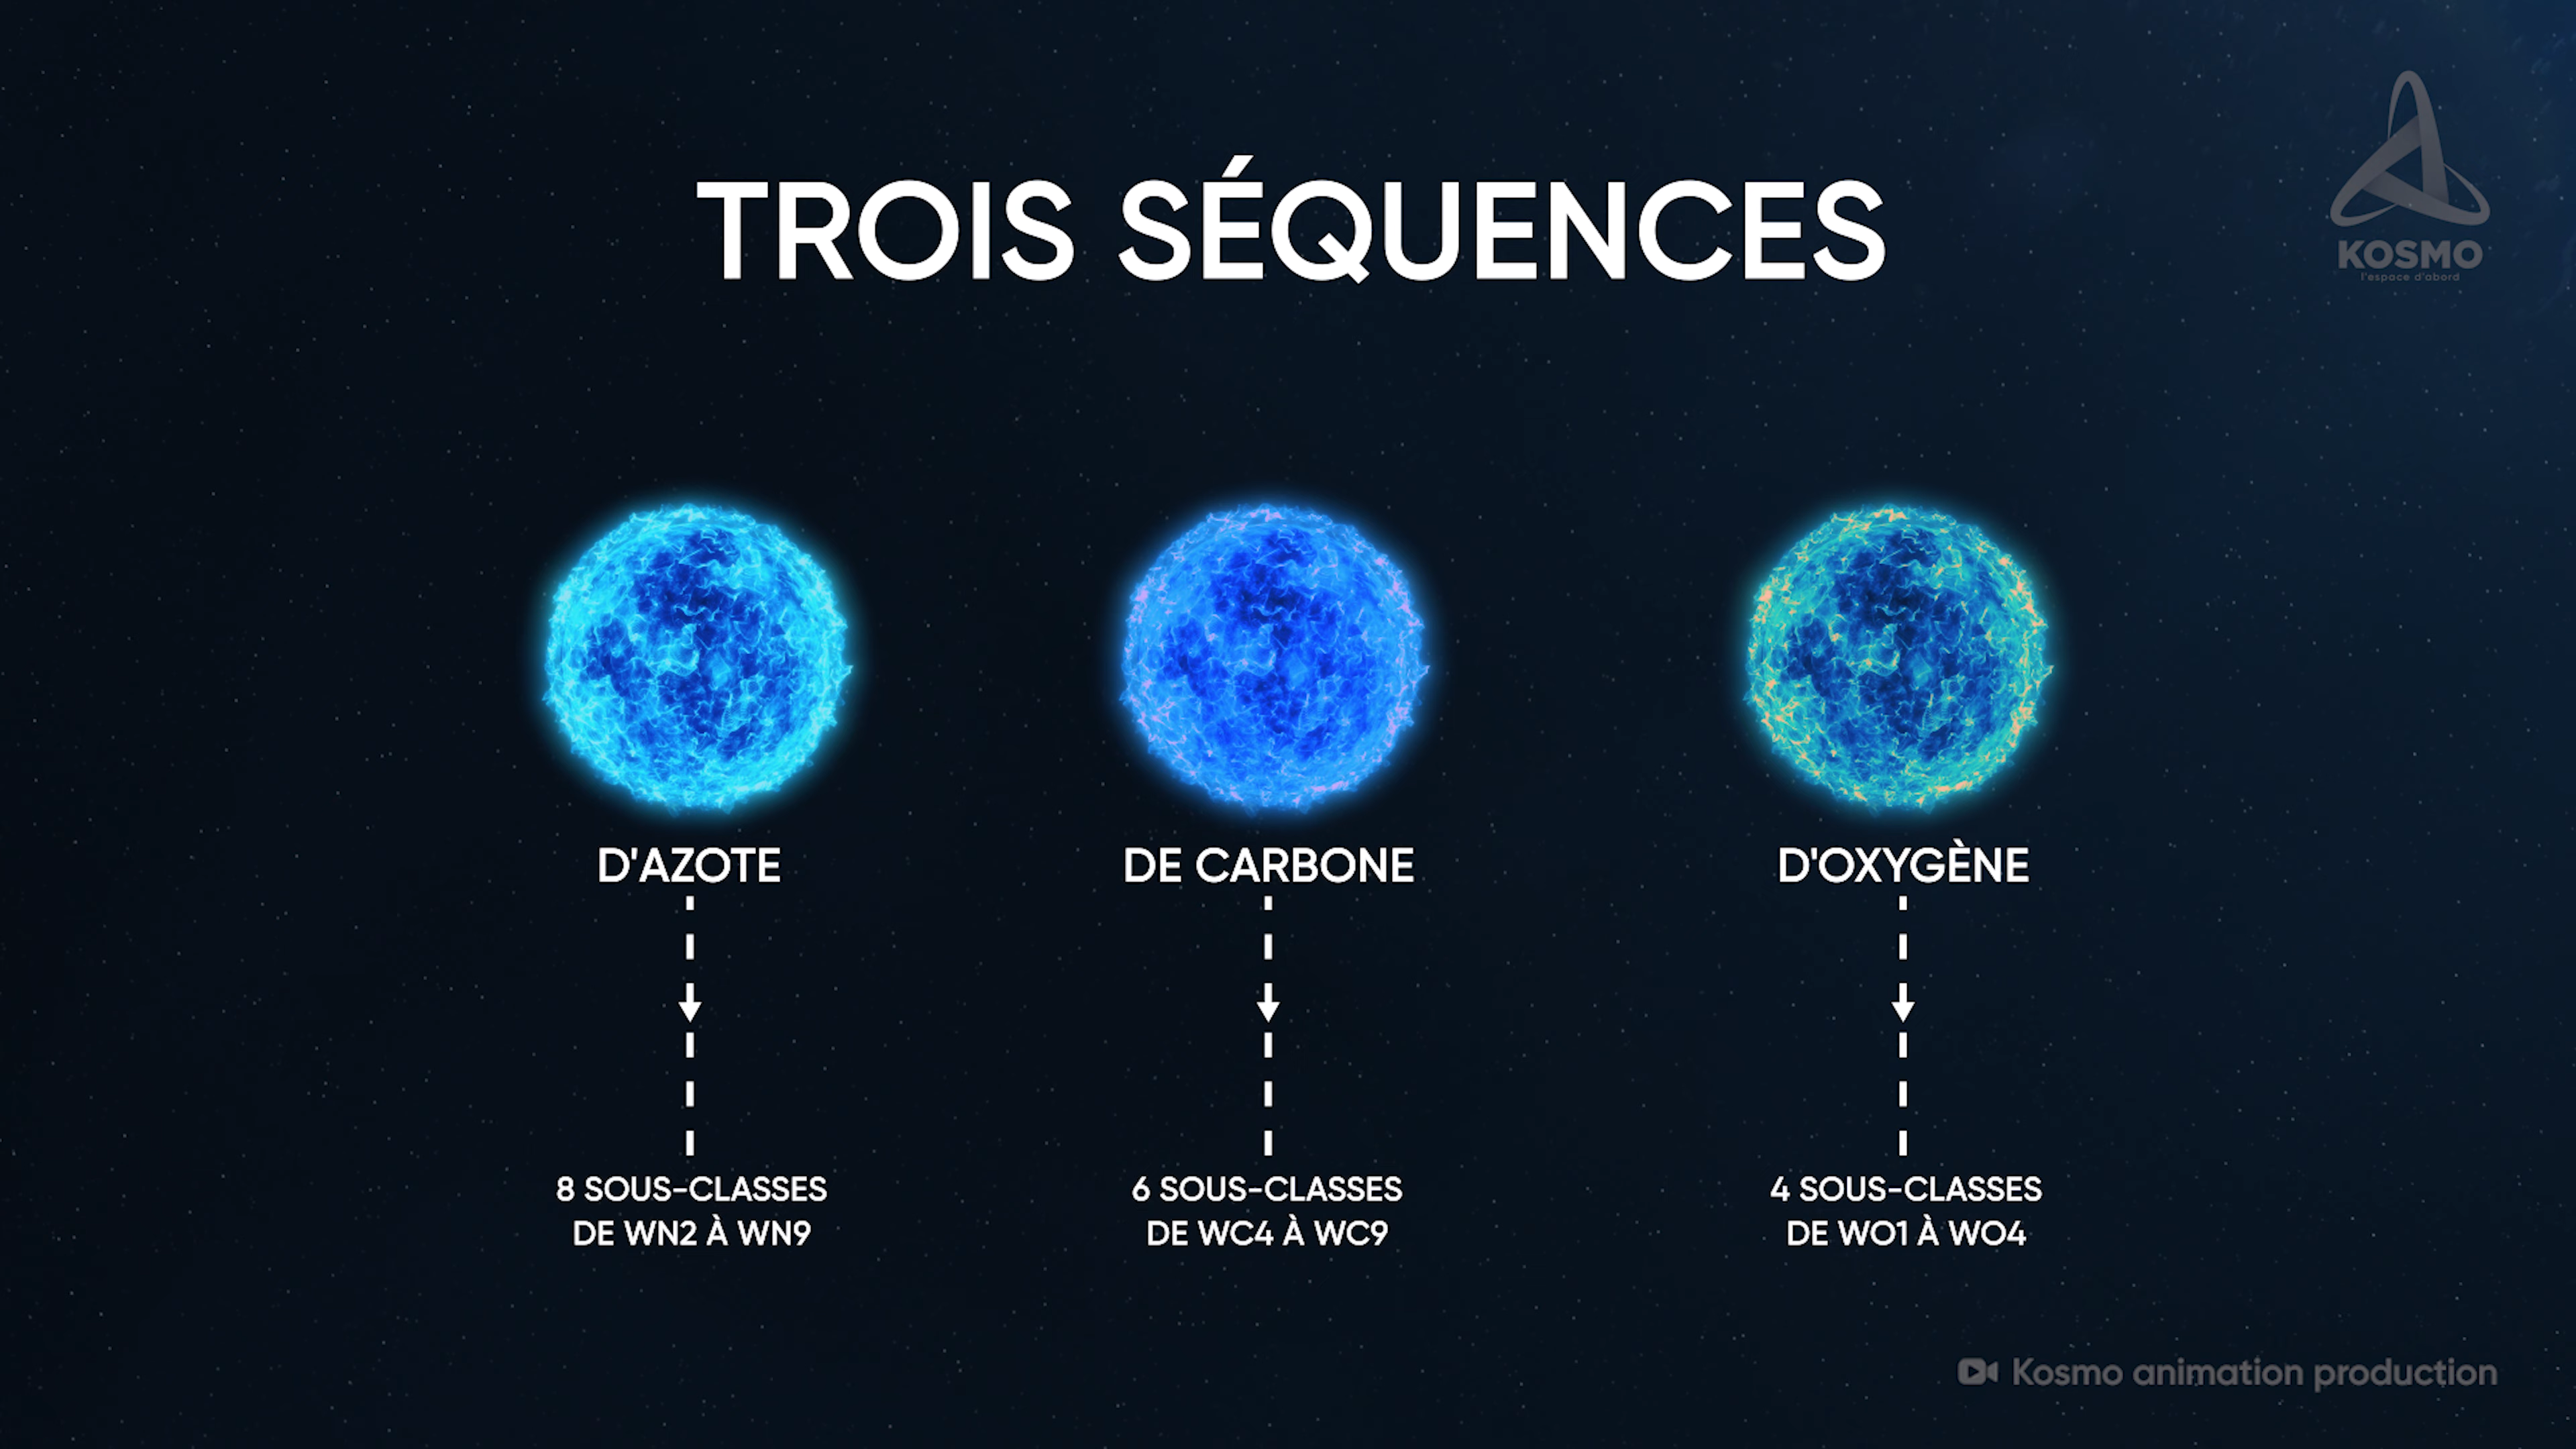 TROIS SÉQUENCES
KOSMO
l'espace d'abord
D'AZOTE
DE CARBONE
D'OXYGÈNE
8 SOUS-CLASSES
DE WN2 À WN9
6 SOUS-CLASSES
DE WC4 À WC9
4 SOUS-CLASSES
DE WO1 À WO4
Kosmo animation production